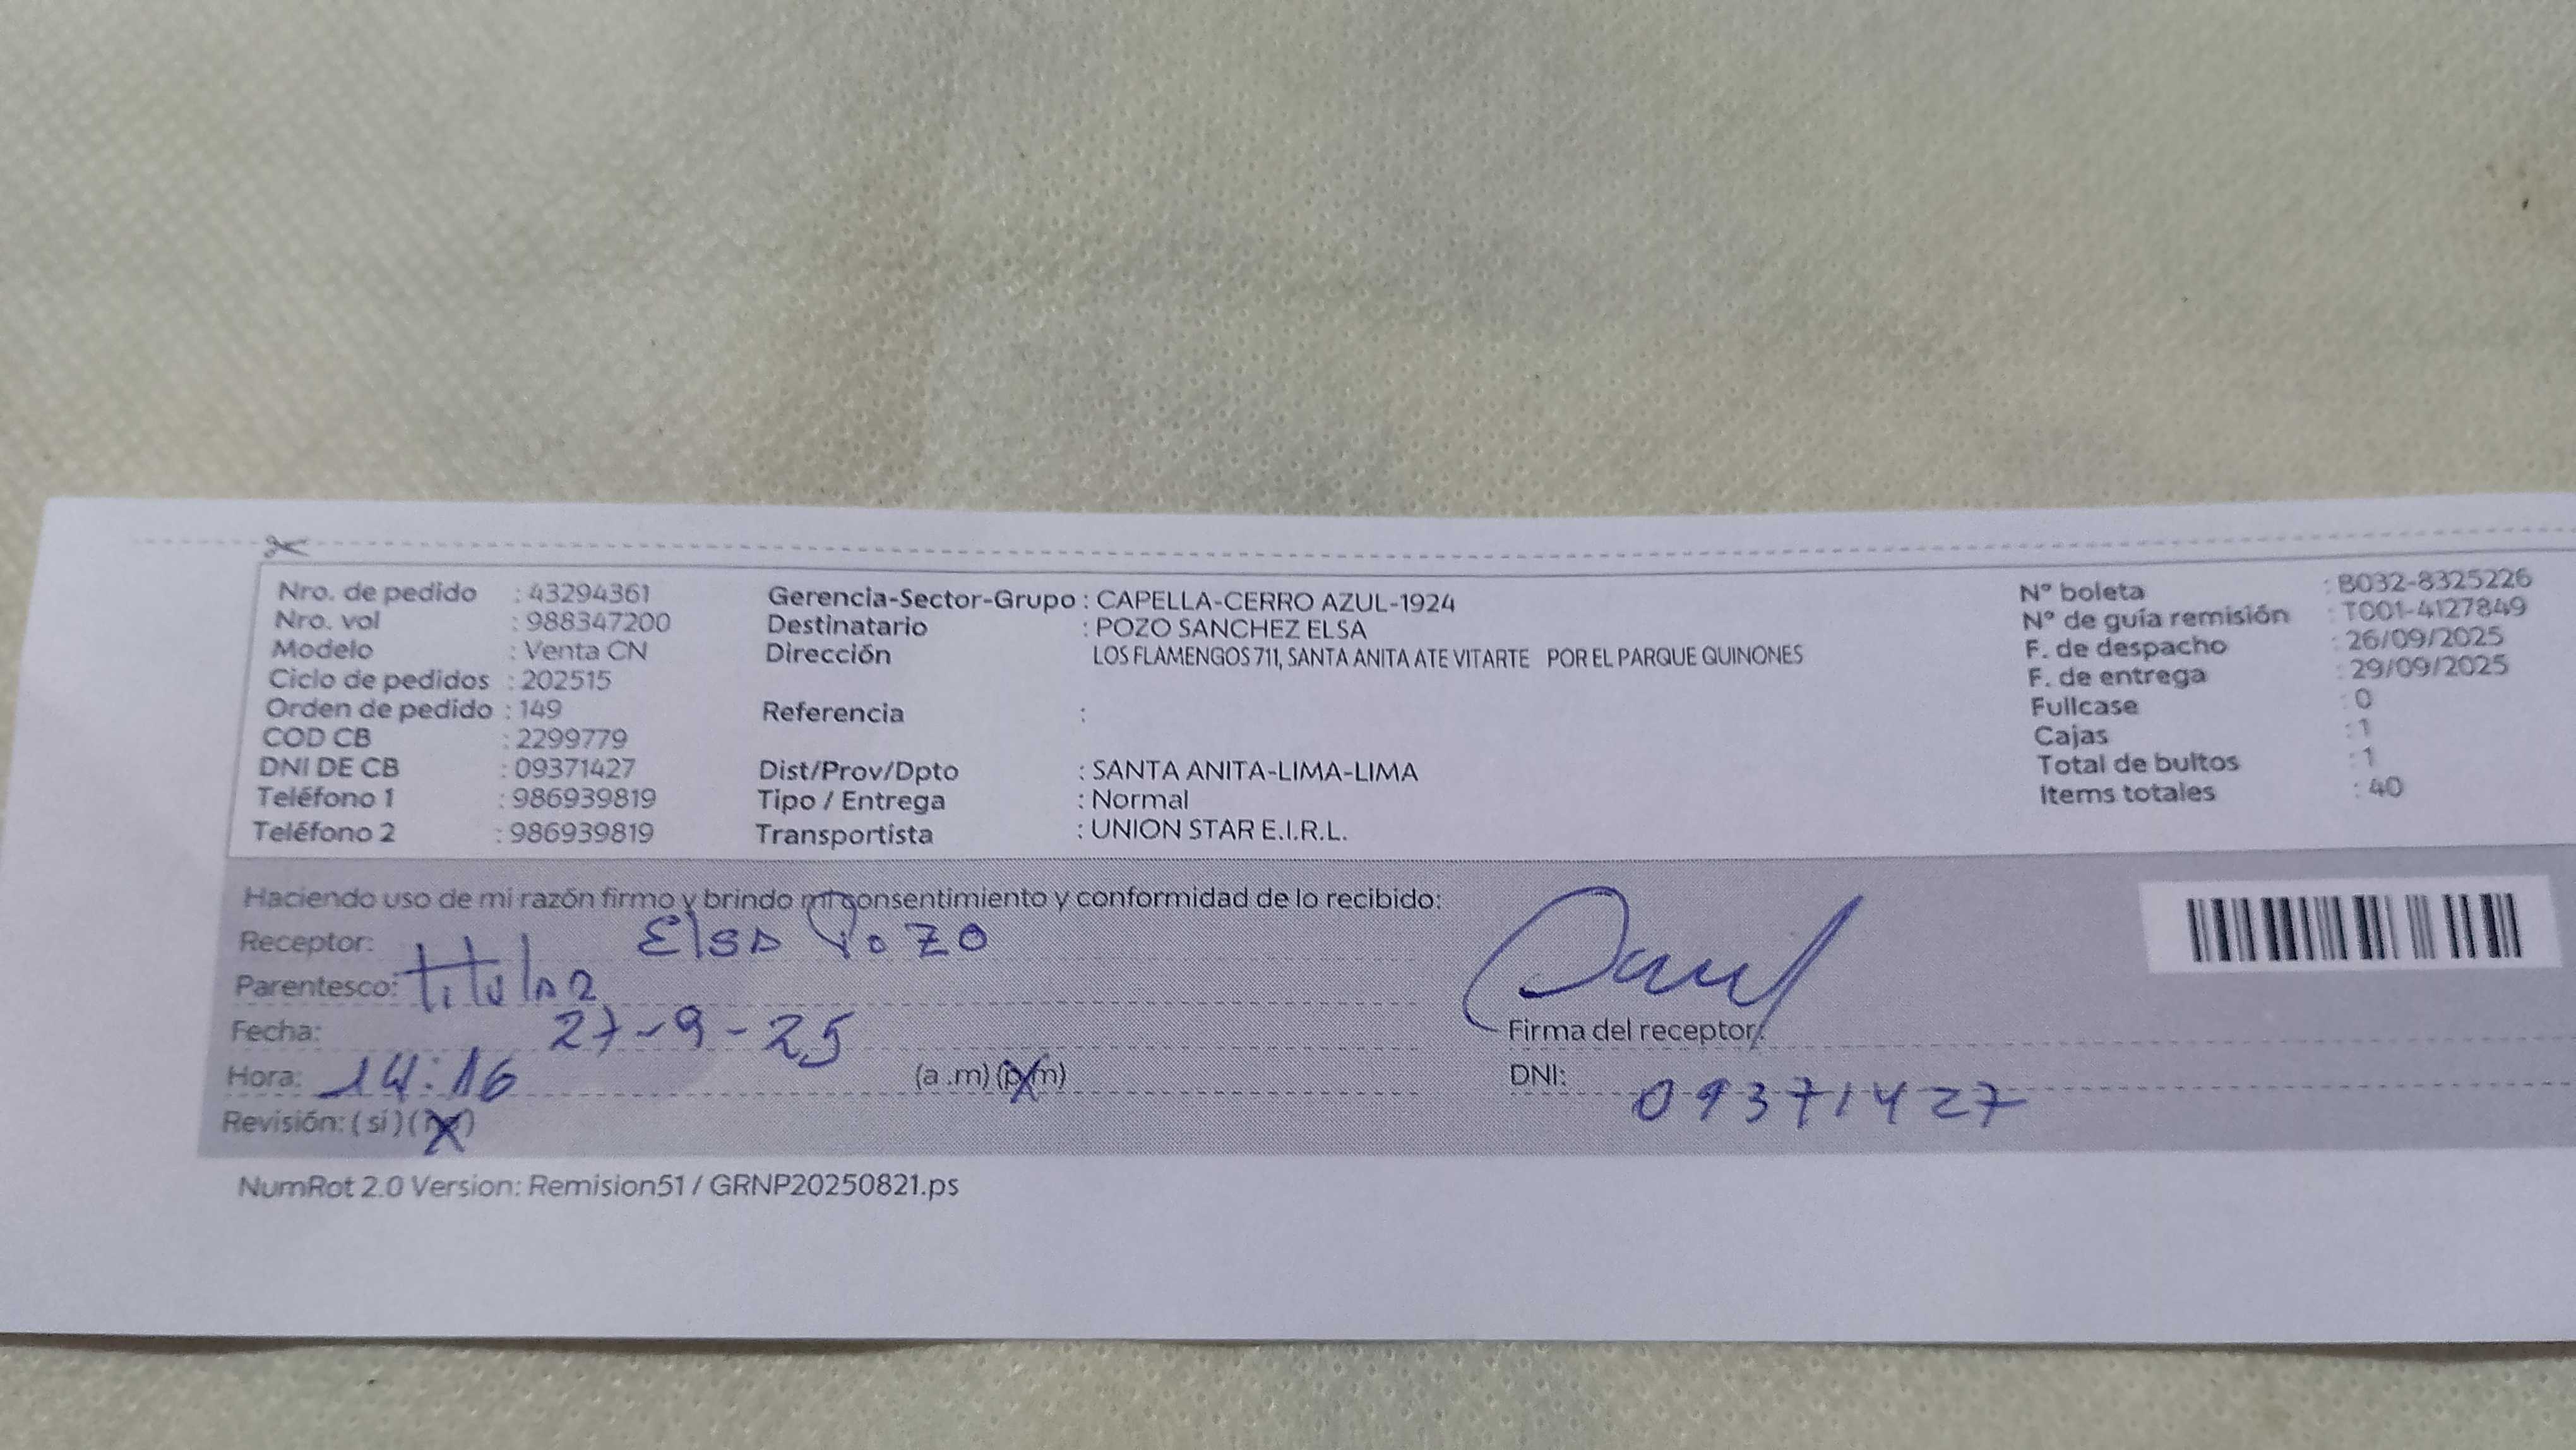 Nro. de pedido : 43294361
Nro. vol : 988347200
Modelo : Venta CN
Ciclo de pedidos : 202515
Orden de pedido : 149
COD CB : 2299779
DNI DE CB : 09371427
Teléfono 1 : 986939819
Teléfono 2 : 986939819
Gerencia-Sector-Grupo : CAPELLA-CERRO AZUL-1924
Destinatario : POZO SANCHEZ ELSA
Dirección LOS FLAMENGOS 711, SANTA ANITA ATE VITARTE POR EL PARQUE QUINONES
Referencia :
Dist/Prov/Dpto : SANTA ANITA-LIMA-LIMA
Tipo / Entrega : Normal
Transportista : UNION STAR E.I.R.L.
N° boleta : B032-8325226
N° de guía remisión : T001-4127849
F. de despacho : 26/09/2025
F. de entrega : 29/09/2025
Fullcase : 0
Cajas : 1
Total de bultos : 1
Items totales : 40
Haciendo uso de mi razón firmo y brindo mi consentimiento y conformidad de lo recibido:
Receptor: Elsa Pozo
Parentesco: titular
Fecha: 27-9-25
Hora: 14:16 (a.m) (p.m)
Revisión: (si) (no)
Firma del receptor:
DNI: 09371427
NumRot 2.0 Version: Remision51 / GRNP20250821.ps